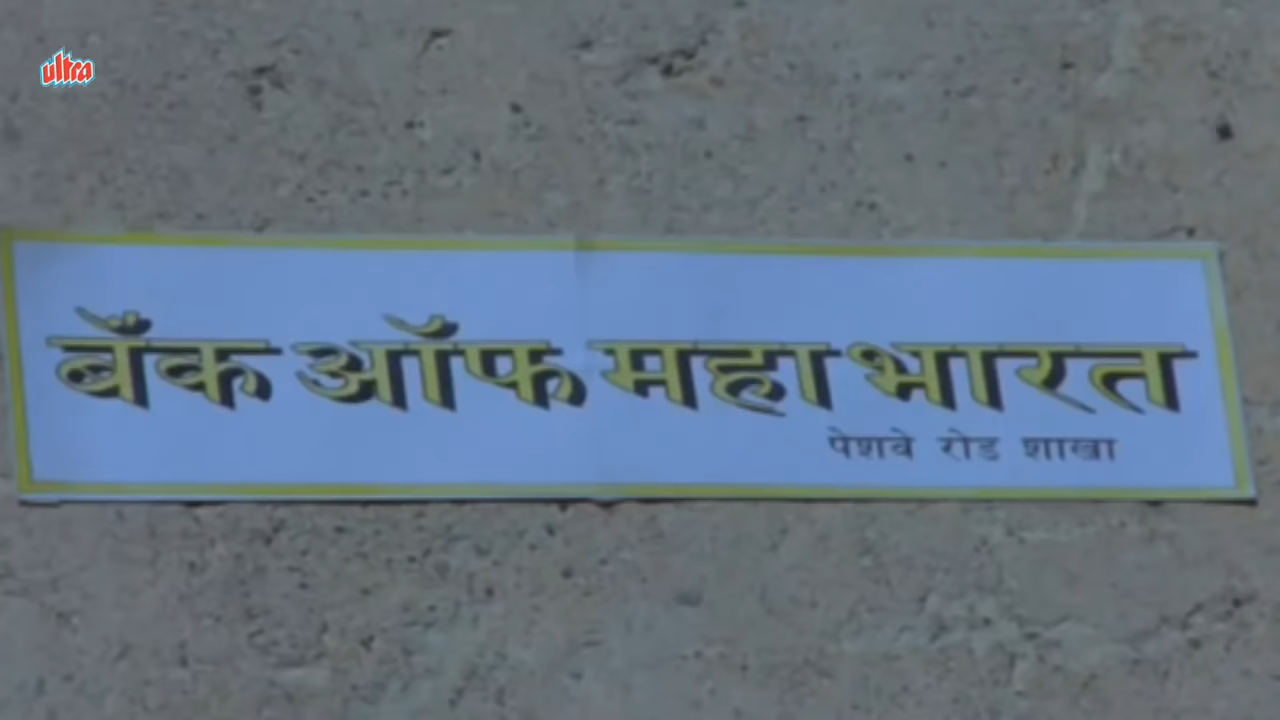 ultra
बँक ऑफ महाभारत
पेशवे रोड शाखा